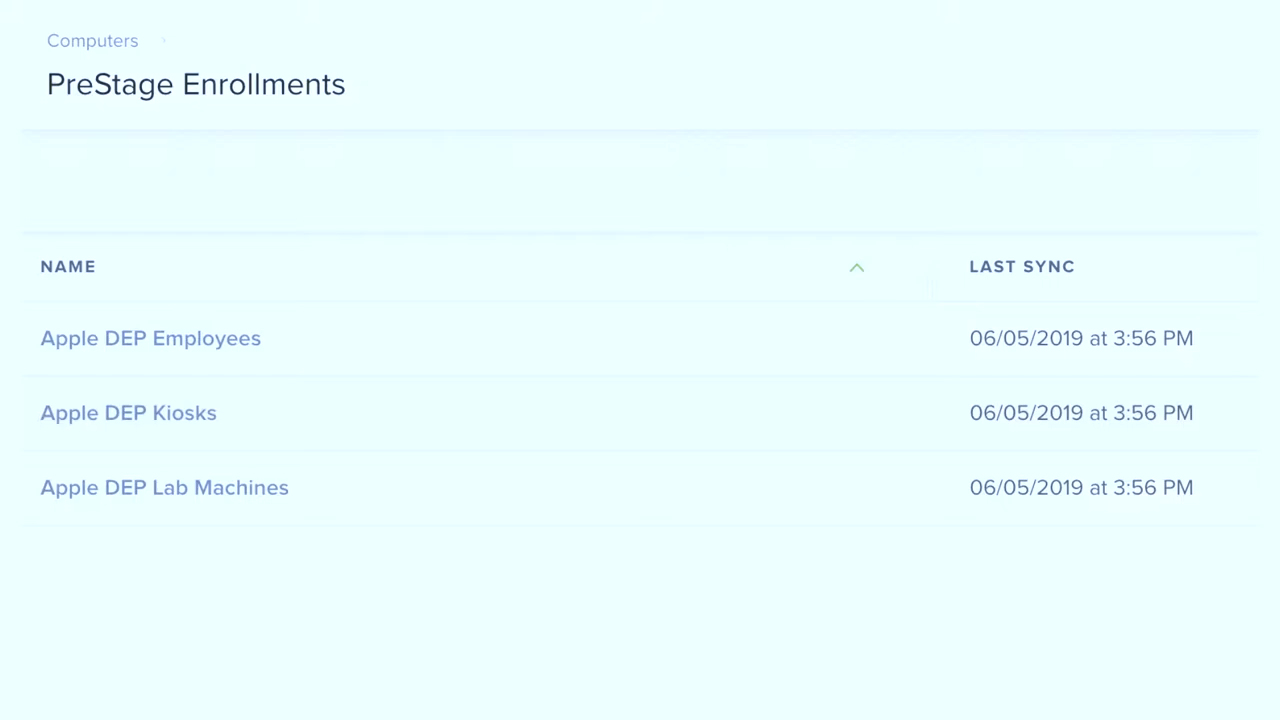 Computers
PreStage Enrollments
NAME LAST SYNC
Apple DEP Employees 06/05/2019 at 3:56 PM
Apple DEP Kiosks 06/05/2019 at 3:56 PM
Apple DEP Lab Machines 06/05/2019 at 3:56 PM